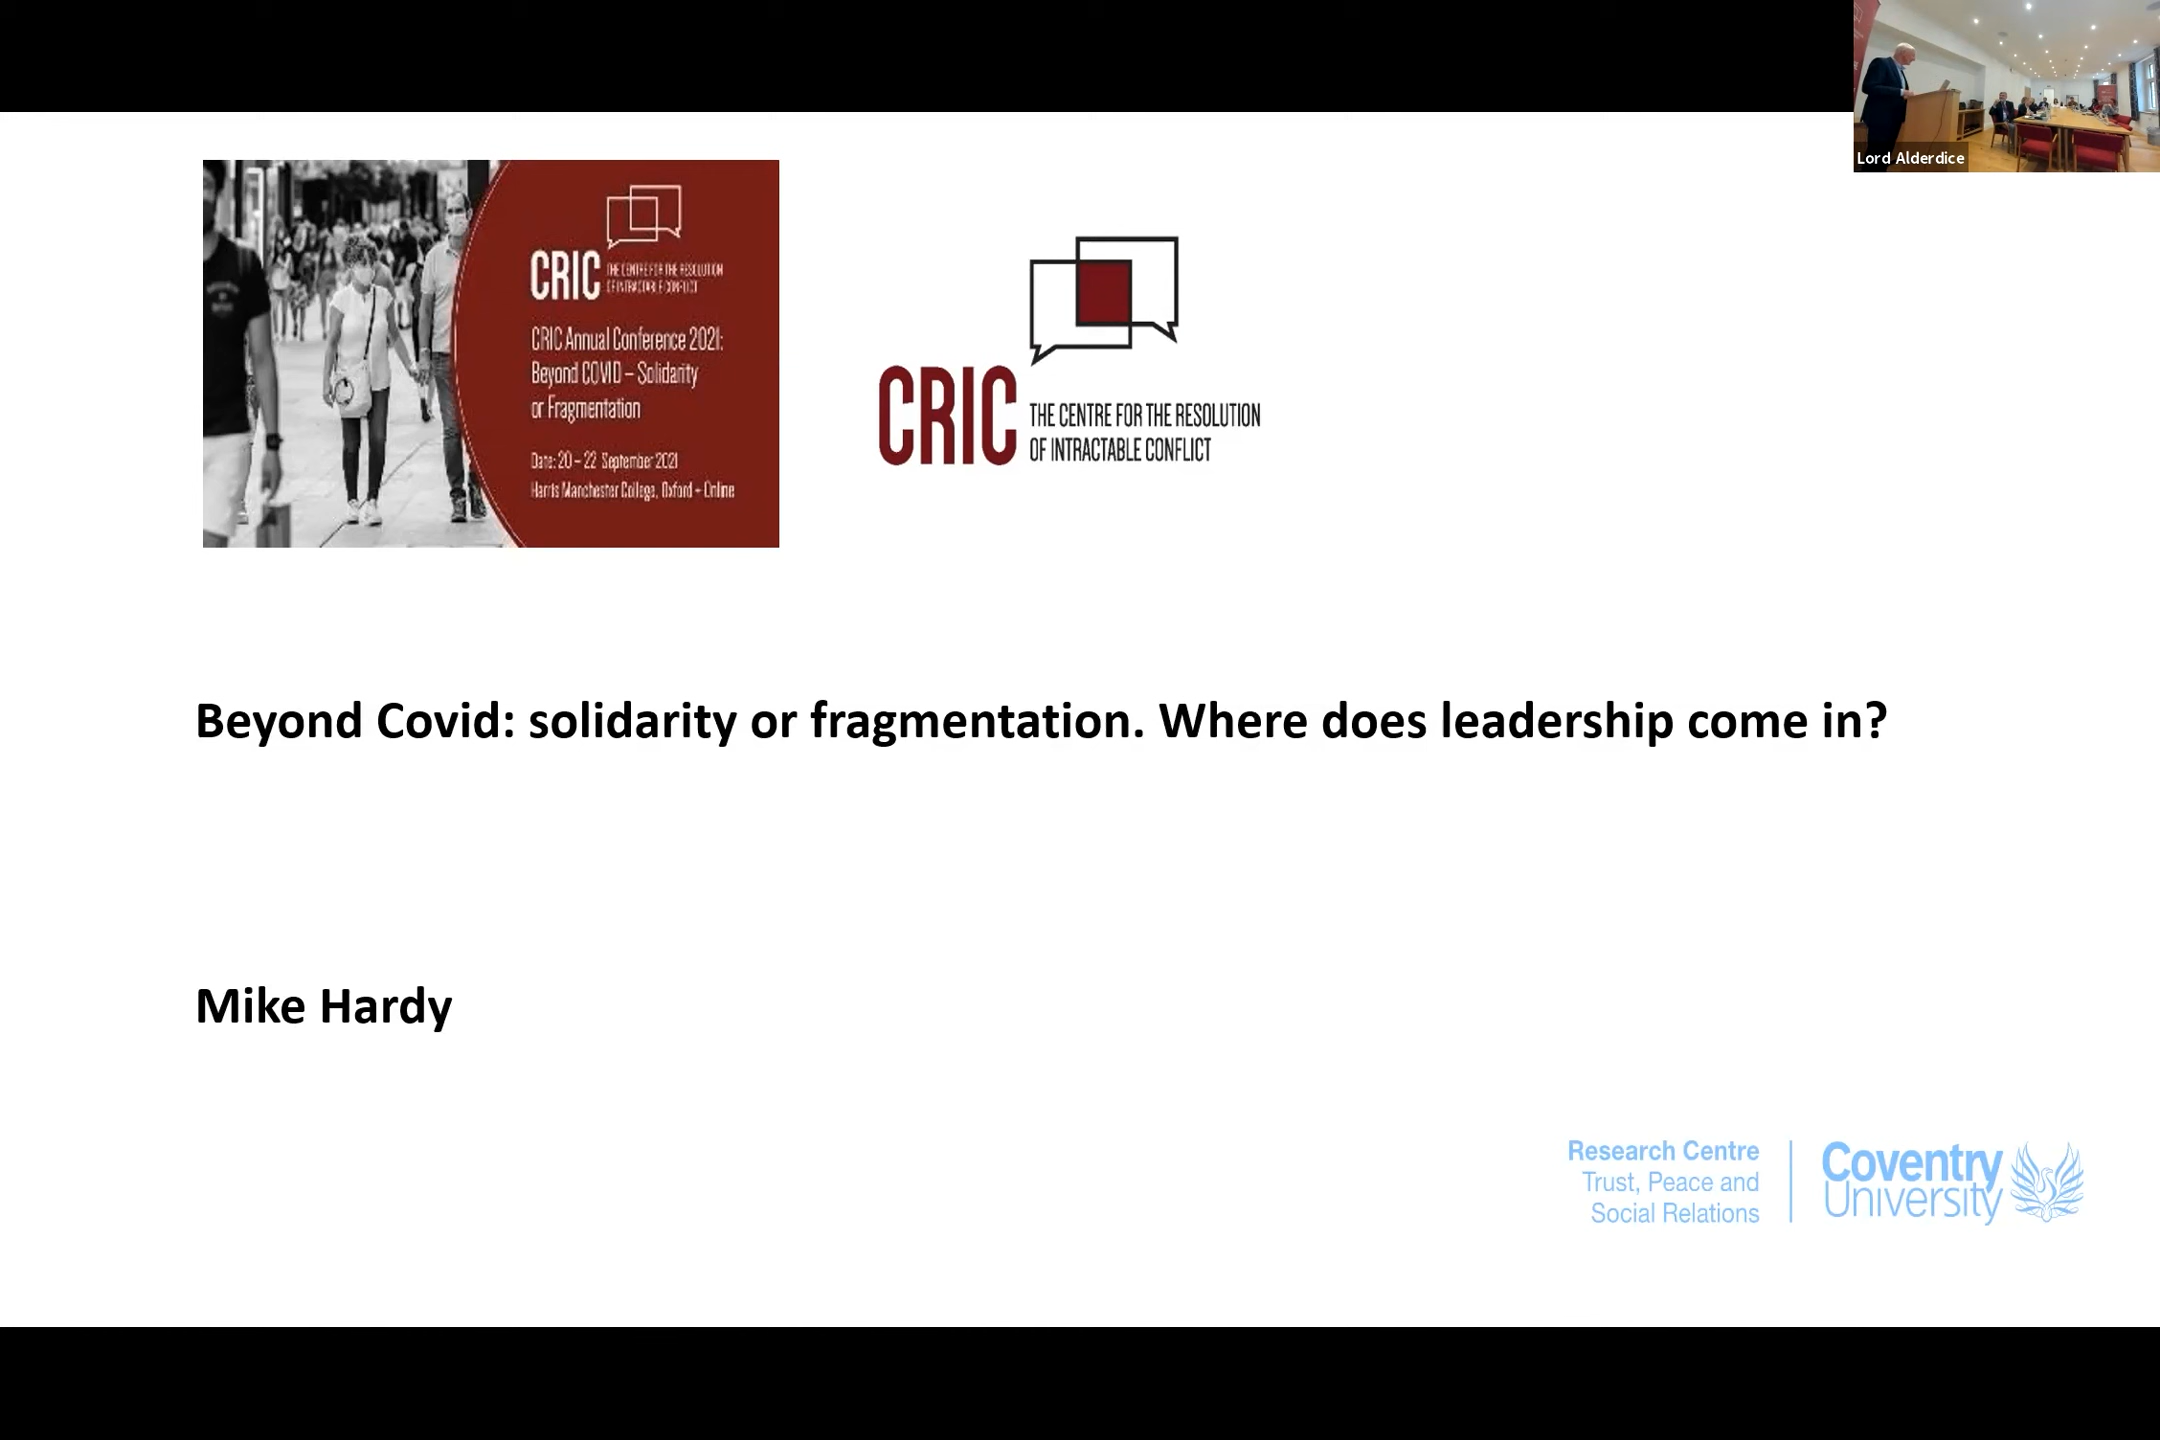 Lord Alderdice
CRIC
THE CENTRE FOR THE RESOLUTION
OF INTRACTABLE CONFLICT
CRIC Annual Conference 2021:
Beyond COVID – Solidarity
or Fragmentation
Date: 20 – 22 September 2021
Harris Manchester College, Oxford + Online
CRIC
THE CENTRE FOR THE RESOLUTION
OF INTRACTABLE CONFLICT
Beyond Covid: solidarity or fragmentation. Where does leadership come in?
Mike Hardy
Research Centre
Trust, Peace and
Social Relations
Coventry
University